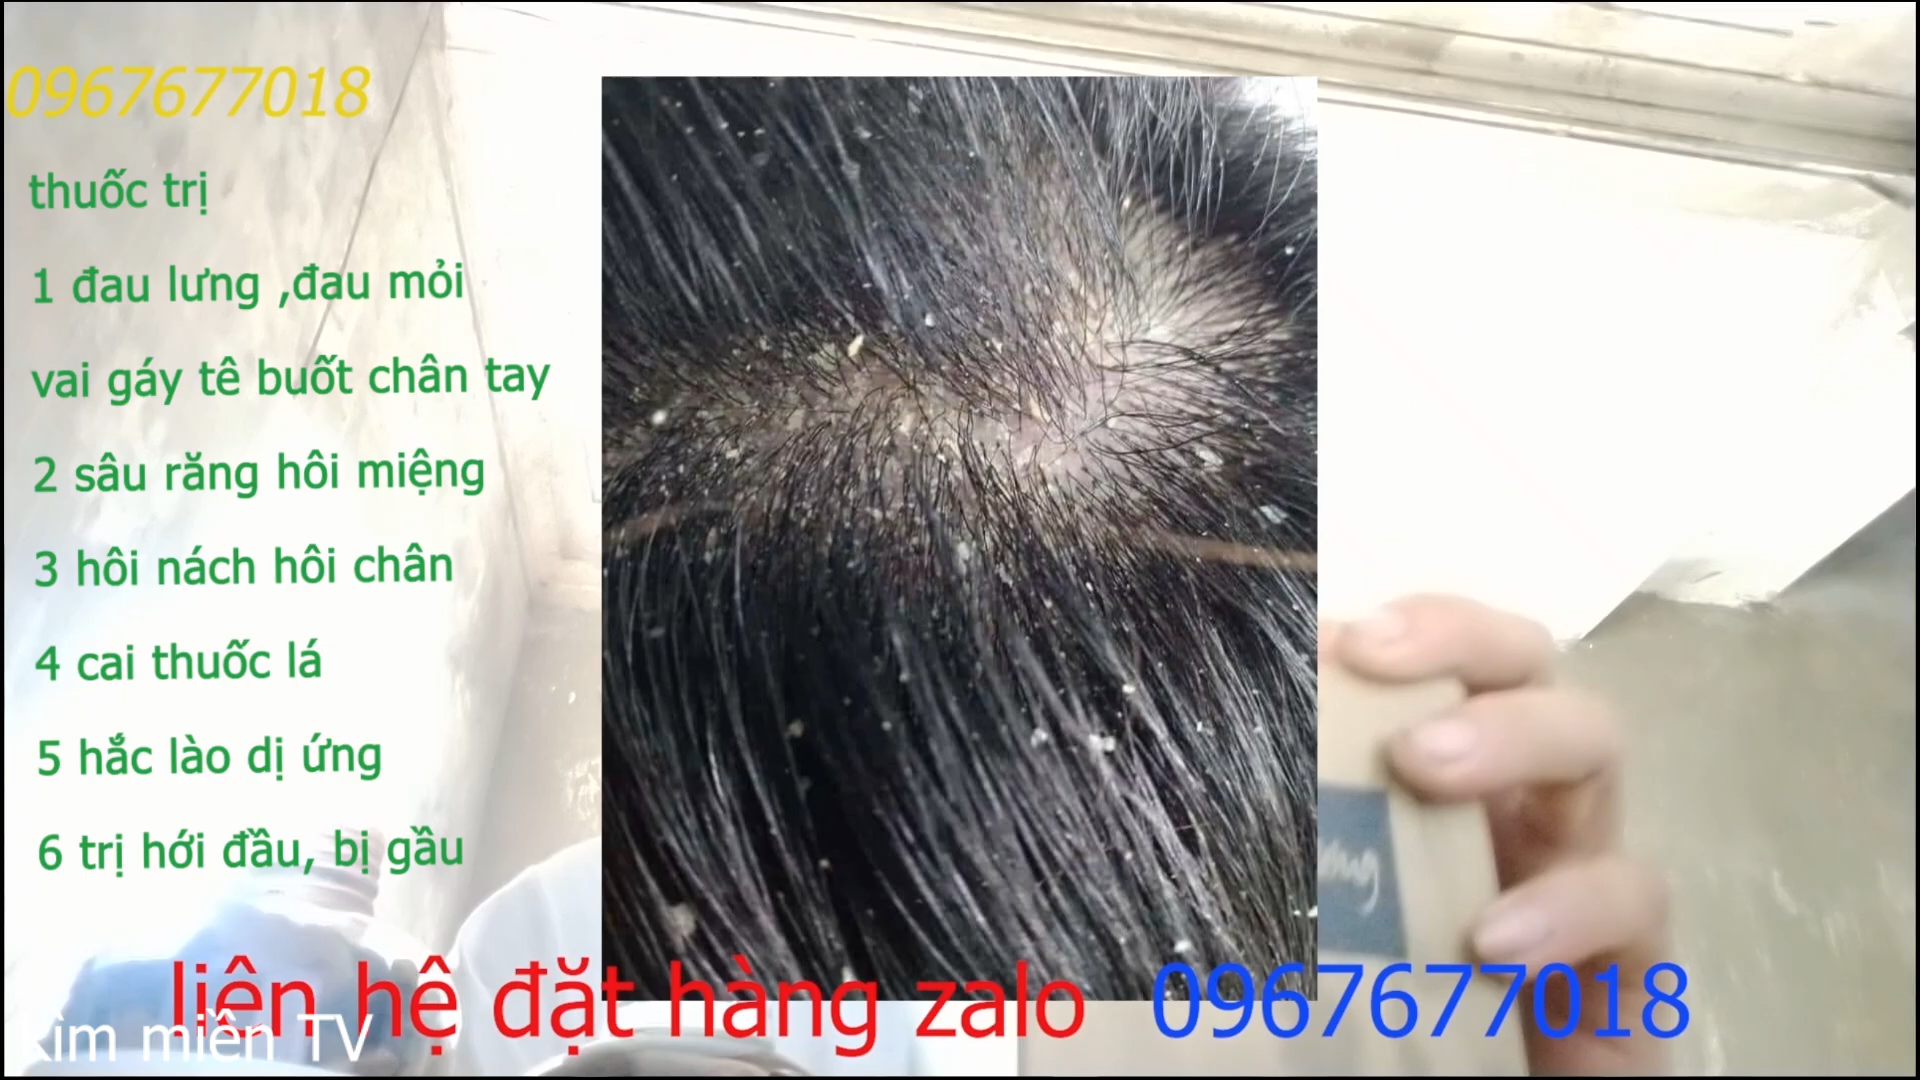 0967677018
thuốc trị
1 đau lưng ,đau mỏi
vai gáy tê buốt chân tay
2 sâu răng hôi miệng
3 hôi nách hôi chân
4 cai thuốc lá
5 hắc lào dị ứng
6 trị hới đầu, bị gầu
liên hệ đặt hàng zalo 0967677018
kim miền TV